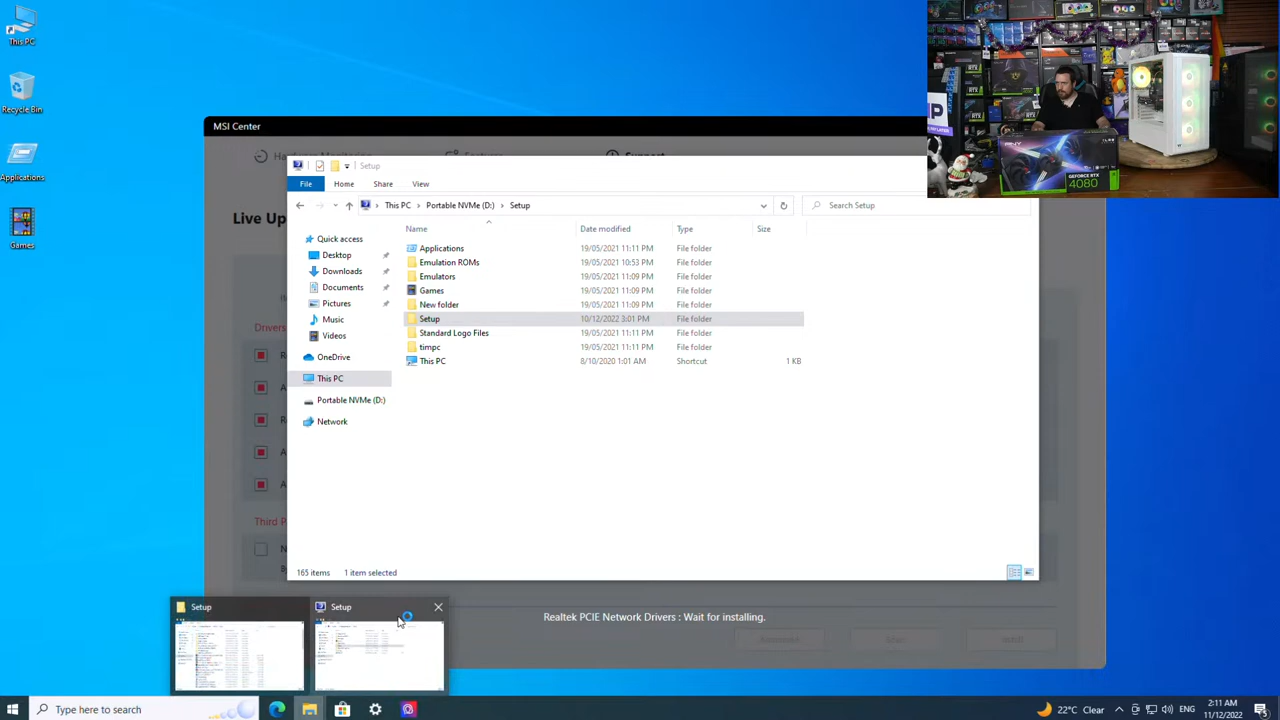 This PC
Recycle Bin
Applications
Games
MSI Center
Support
Live Up
Drivers
Third P
Setup
File
Home
Share
View
This PC
Portable NVMe (D:)
Setup
Search Setup
Name
Date modified
Type
Size
Quick access
Desktop
Downloads
Documents
Pictures
Music
Videos
OneDrive
This PC
Portable NVMe (D:)
Network
Applications 19/05/2021 11:11 PM File folder
Emulation ROMs 19/05/2021 10:53 PM File folder
Emulators 19/05/2021 11:09 PM File folder
Games 19/05/2021 11:09 PM File folder
New folder 19/05/2021 11:09 PM File folder
Setup 10/12/2022 3:01 PM File folder
Standard Logo Files 19/05/2021 11:11 PM File folder
timpc 19/05/2021 11:11 PM File folder
This PC 8/10/2020 1:01 AM Shortcut 1 KB
165 items 1 item selected
Setup
Setup
Realtek PCIE Network Drivers : Wait for installing.
Type here to search
22°C Clear
ENG
2:11 AM
11/12/2022
PNY
GEFORCE RTX
4080